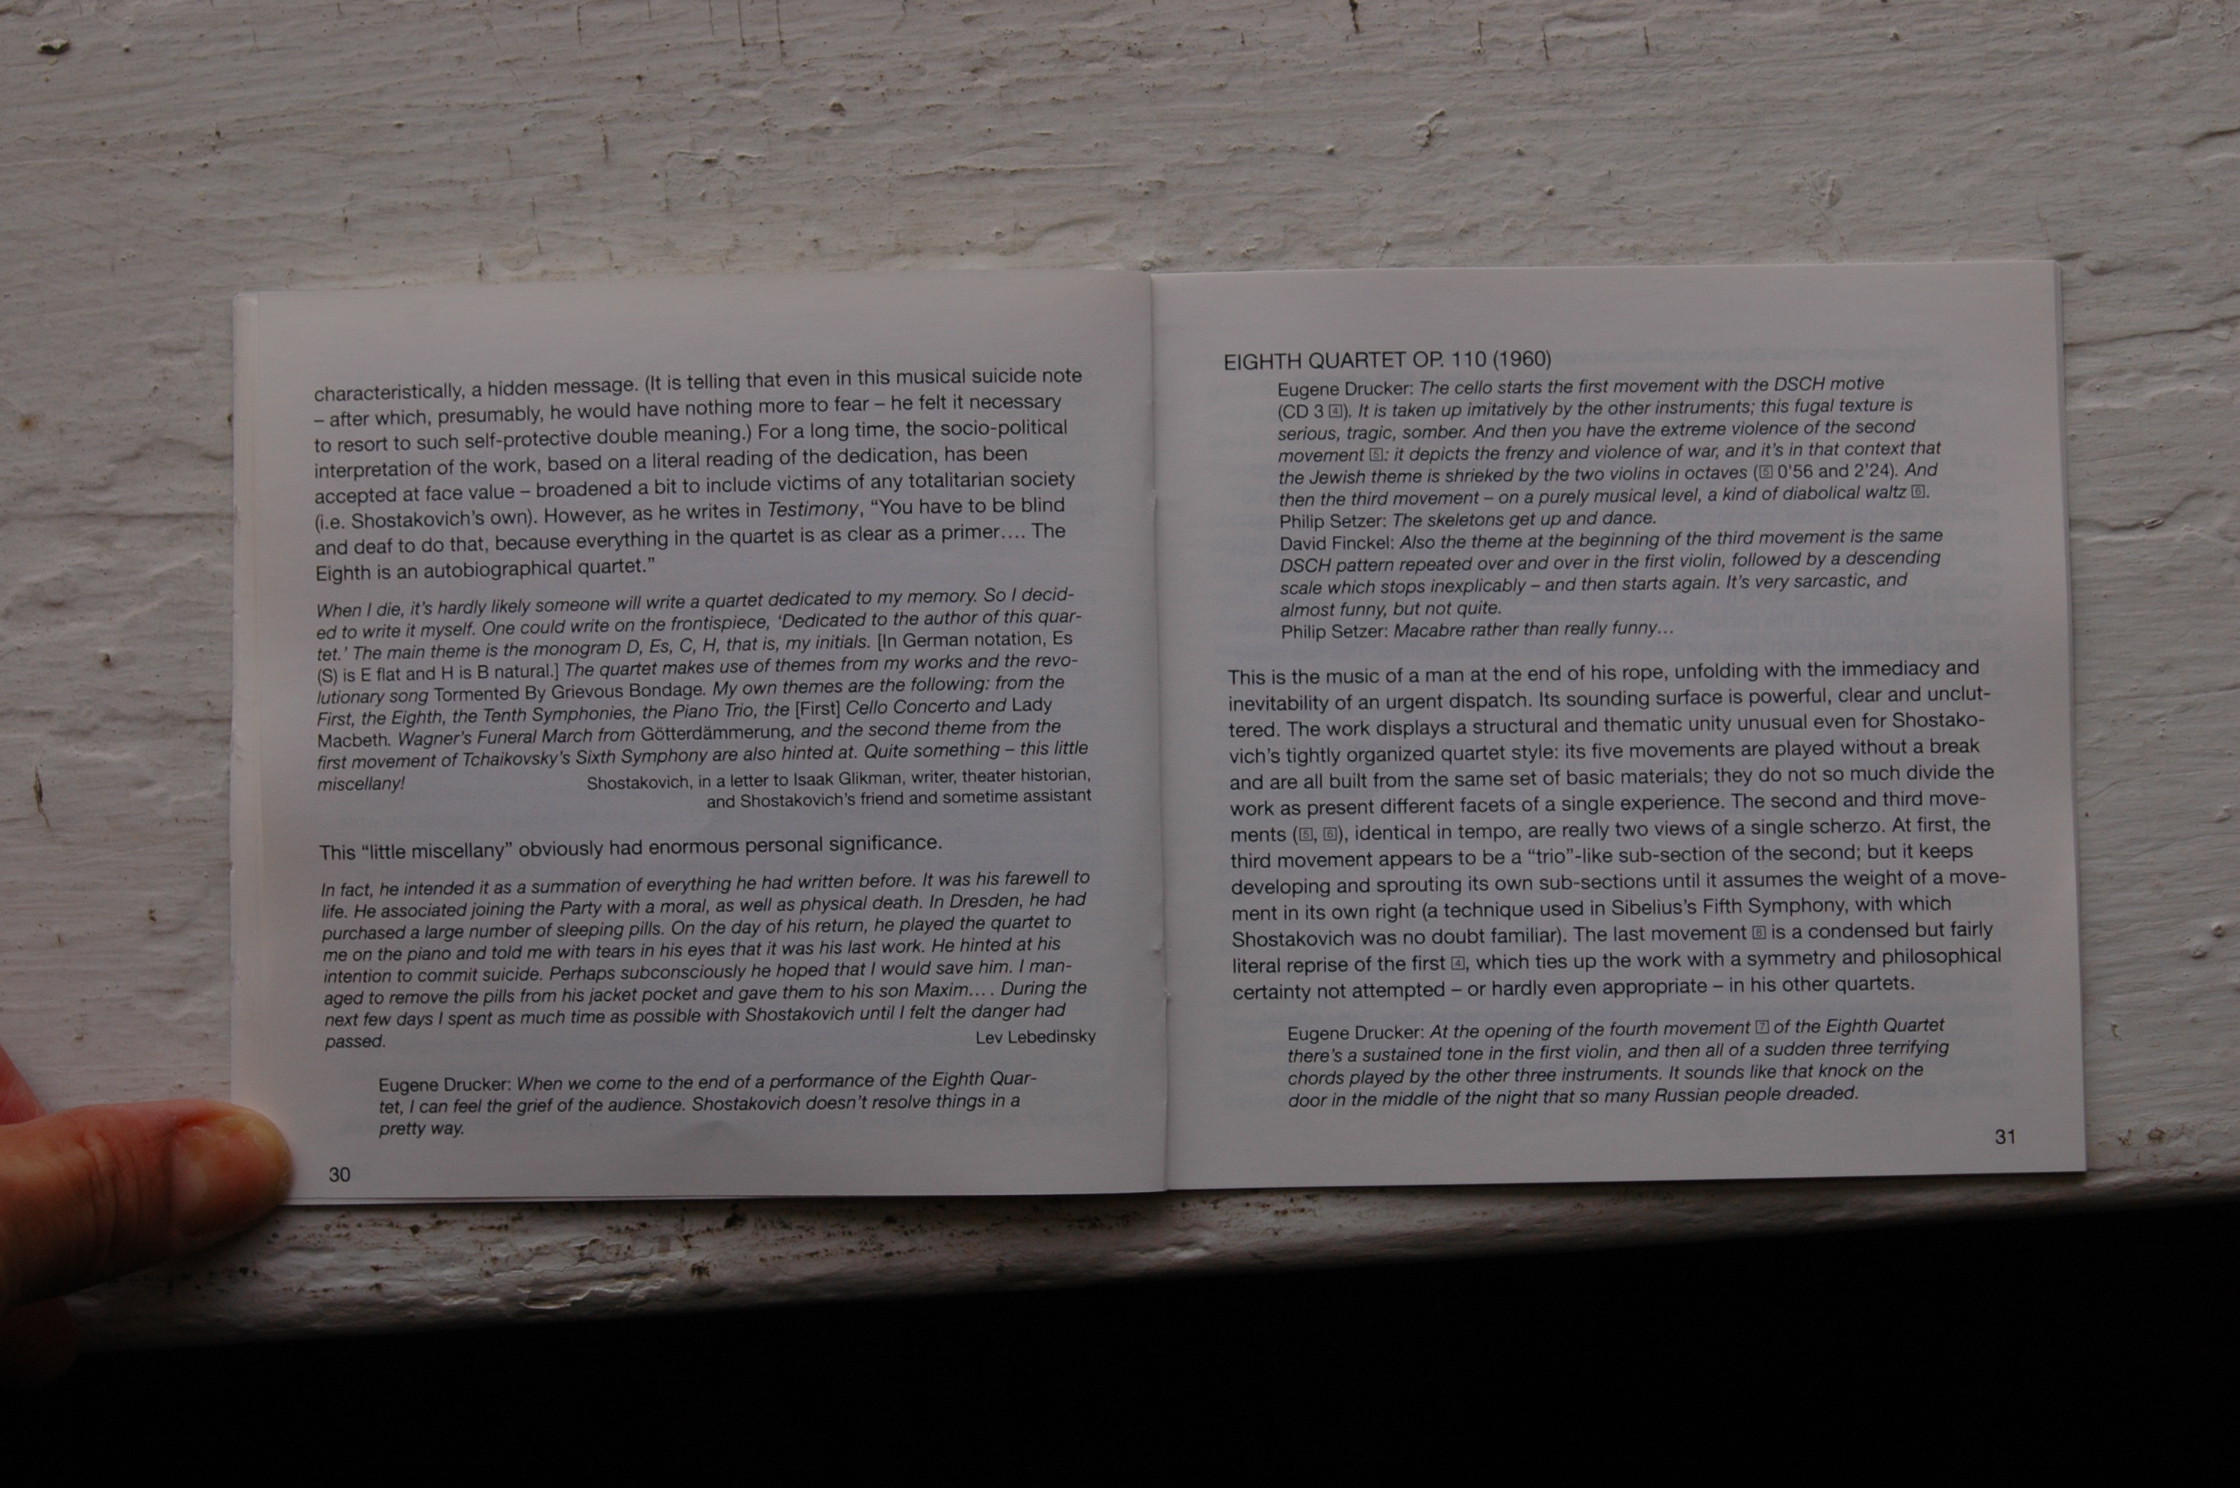 characteristically, a hidden message. (It is telling that even in this musical suicide note
– after which, presumably, he would have nothing more to fear – he felt it necessary
to resort to such self-protective double meaning.) For a long time, the socio-political
interpretation of the work, based on a literal reading of the dedication, has been
accepted at face value – broadened a bit to include victims of any totalitarian society
(i.e. Shostakovich's own). However, as he writes in Testimony, “You have to be blind
and deaf to do that, because everything in the quartet is as clear as a primer…. The
Eighth is an autobiographical quartet.”
When I die, it's hardly likely someone will write a quartet dedicated to my memory. So I decid-
ed to write it myself. One could write on the frontispiece, ‘Dedicated to the author of this quar-
tet.’ The main theme is the monogram D, Es, C, H, that is, my initials. [In German notation, Es
(S) is E flat and H is B natural.] The quartet makes use of themes from my works and the revo-
lutionary song Tormented By Grievous Bondage. My own themes are the following: from the
First, the Eighth, the Tenth Symphonies, the Piano Trio, the [First] Cello Concerto and Lady
Macbeth. Wagner's Funeral March from Götterdämmerung, and the second theme from the
first movement of Tchaikovsky's Sixth Symphony are also hinted at. Quite something – this little
miscellany! Shostakovich, in a letter to Isaak Glikman, writer, theater historian,
and Shostakovich's friend and sometime assistant
This “little miscellany” obviously had enormous personal significance.
In fact, he intended it as a summation of everything he had written before. It was his farewell to
life. He associated joining the Party with a moral, as well as physical death. In Dresden, he had
purchased a large number of sleeping pills. On the day of his return, he played the quartet to
me on the piano and told me with tears in his eyes that it was his last work. He hinted at his
intention to commit suicide. Perhaps subconsciously he hoped that I would save him. I man-
aged to remove the pills from his jacket pocket and gave them to his son Maxim…. During the
next few days I spent as much time as possible with Shostakovich until I felt the danger had
passed. Lev Lebedinsky
Eugene Drucker: When we come to the end of a performance of the Eighth Quar-
tet, I can feel the grief of the audience. Shostakovich doesn't resolve things in a
pretty way.
30
EIGHTH QUARTET OP. 110 (1960)
Eugene Drucker: The cello starts the first movement with the DSCH motive
(CD 3 4). It is taken up imitatively by the other instruments; this fugal texture is
serious, tragic, somber. And then you have the extreme violence of the second
movement 5: it depicts the frenzy and violence of war, and it's in that context that
the Jewish theme is shrieked by the two violins in octaves (5 0'56 and 2'24). And
then the third movement – on a purely musical level, a kind of diabolical waltz 6.
Philip Setzer: The skeletons get up and dance.
David Finckel: Also the theme at the beginning of the third movement is the same
DSCH pattern repeated over and over in the first violin, followed by a descending
scale which stops inexplicably – and then starts again. It's very sarcastic, and
almost funny, but not quite.
Philip Setzer: Macabre rather than really funny…
This is the music of a man at the end of his rope, unfolding with the immediacy and
inevitability of an urgent dispatch. Its sounding surface is powerful, clear and unclut-
tered. The work displays a structural and thematic unity unusual even for Shostako-
vich's tightly organized quartet style: its five movements are played without a break
and are all built from the same set of basic materials; they do not so much divide the
work as present different facets of a single experience. The second and third move-
ments (5, 6), identical in tempo, are really two views of a single scherzo. At first, the
third movement appears to be a “trio”-like sub-section of the second; but it keeps
developing and sprouting its own sub-sections until it assumes the weight of a move-
ment in its own right (a technique used in Sibelius's Fifth Symphony, with which
Shostakovich was no doubt familiar). The last movement 8 is a condensed but fairly
literal reprise of the first 4, which ties up the work with a symmetry and philosophical
certainty not attempted – or hardly even appropriate – in his other quartets.
Eugene Drucker: At the opening of the fourth movement 7 of the Eighth Quartet
there's a sustained tone in the first violin, and then all of a sudden three terrifying
chords played by the other three instruments. It sounds like that knock on the
door in the middle of the night that so many Russian people dreaded.
31